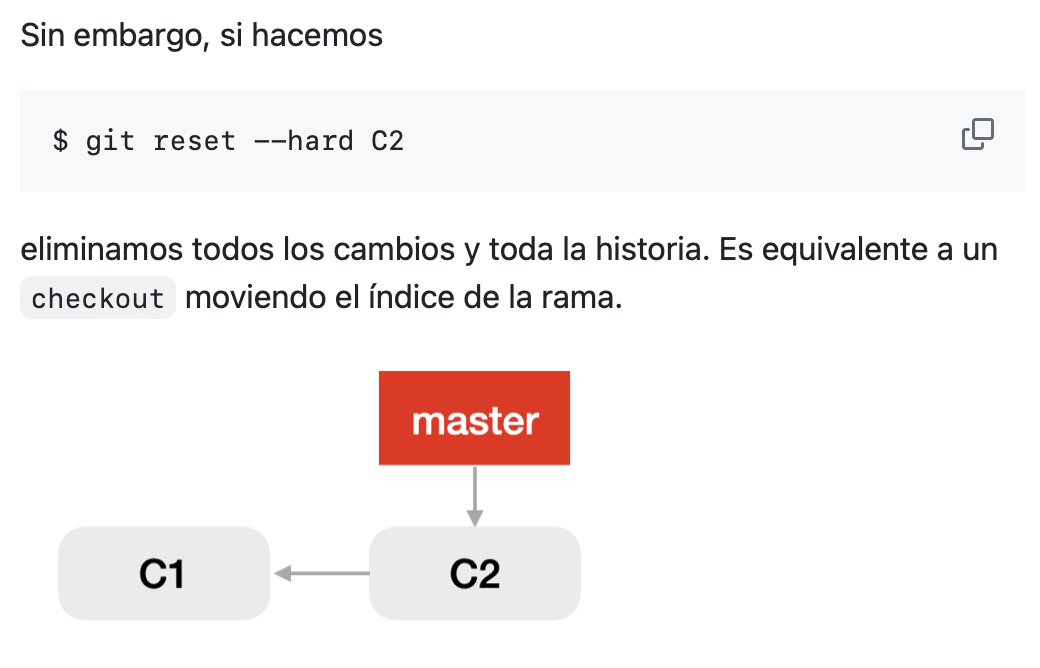 Sin embargo, si hacemos
$ git reset --hard C2
eliminamos todos los cambios y toda la historia. Es equivalente a un
checkout moviendo el índice de la rama.
master
C1
C2